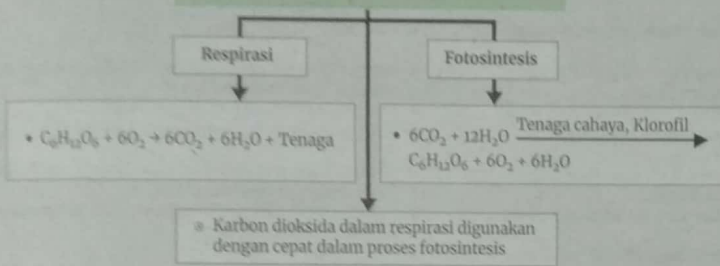 Respirasi
Fotosintesis
• C₆H₁₂O₆ + 6O₂ → 6CO₂ + 6H₂O + Tenaga
• 6CO₂ + 12H₂O Tenaga cahaya, Klorofil
C₆H₁₂O₆ + 6O₂ + 6H₂O
Karbon dioksida dalam respirasi digunakan
dengan cepat dalam proses fotosintesis